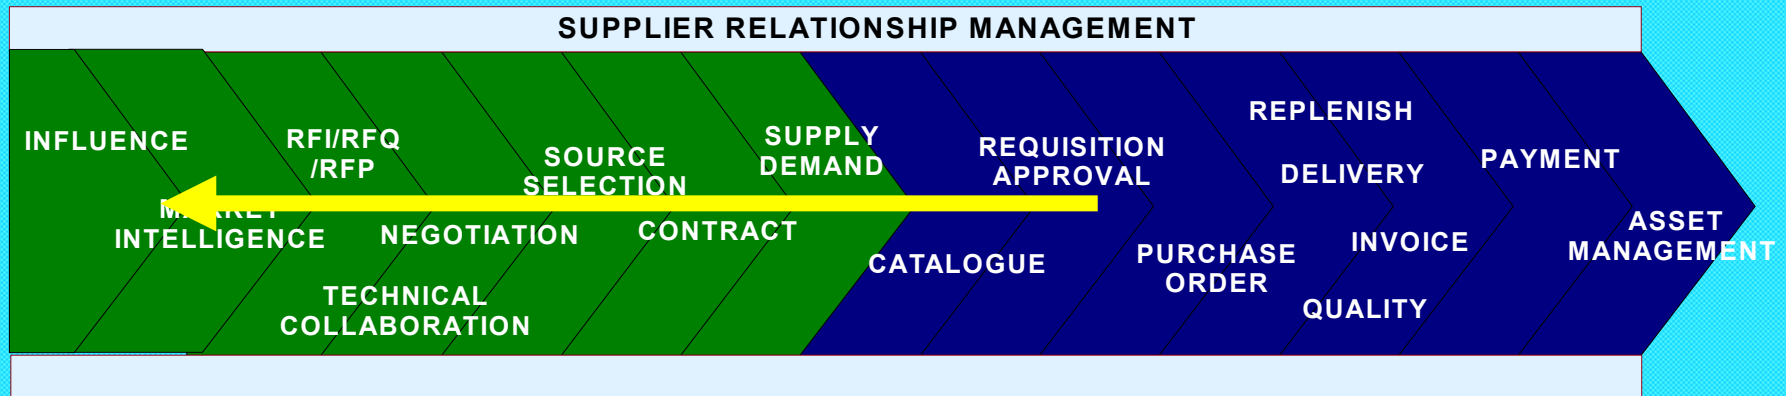 SUPPLIER RELATIONSHIP MANAGEMENT
INFLUENCE
MARKET
INTELLIGENCE
RFI/RFQ
/RFP
NEGOTIATION
TECHNICAL
COLLABORATION
SOURCE
SELECTION
CONTRACT
SUPPLY
DEMAND
CATALOGUE
REQUISITION
APPROVAL
PURCHASE
ORDER
REPLENISH
DELIVERY
INVOICE
QUALITY
PAYMENT
ASSET
MANAGEMENT